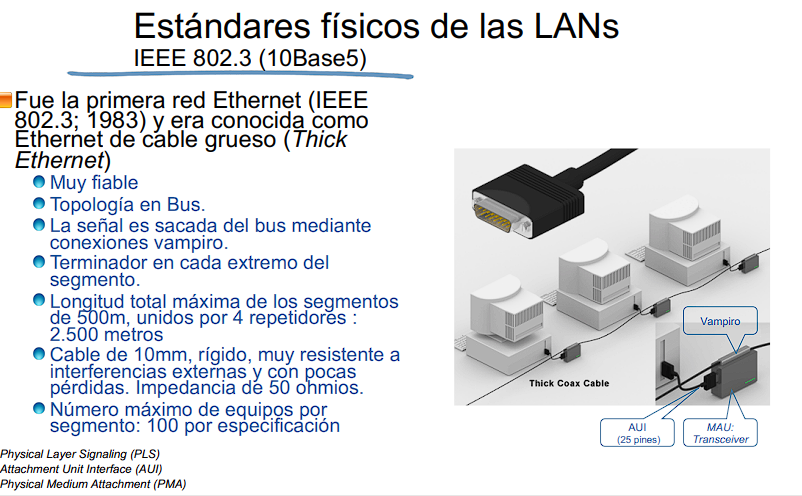 Estándares físicos de las LANs
IEEE 802.3 (10Base5)
Fue la primera red Ethernet (IEEE
802.3; 1983) y era conocida como
Ethernet de cable grueso (Thick
Ethernet)
Muy fiable
Topología en Bus.
La señal es sacada del bus mediante
conexiones vampiro.
Terminador en cada extremo del
segmento.
Longitud total máxima de los segmentos
de 500m, unidos por 4 repetidores :
2.500 metros
Cable de 10mm, rígido, muy resistente a
interferencias externas y con pocas
pérdidas. Impedancia de 50 ohmios.
Número máximo de equipos por
segmento: 100 por especificación
Physical Layer Signaling (PLS)
Attachment Unit Interface (AUI)
Physical Medium Attachment (PMA)
Vampiro
Thick Coax Cable
AUI
(25 pines)
MAU:
Transceiver